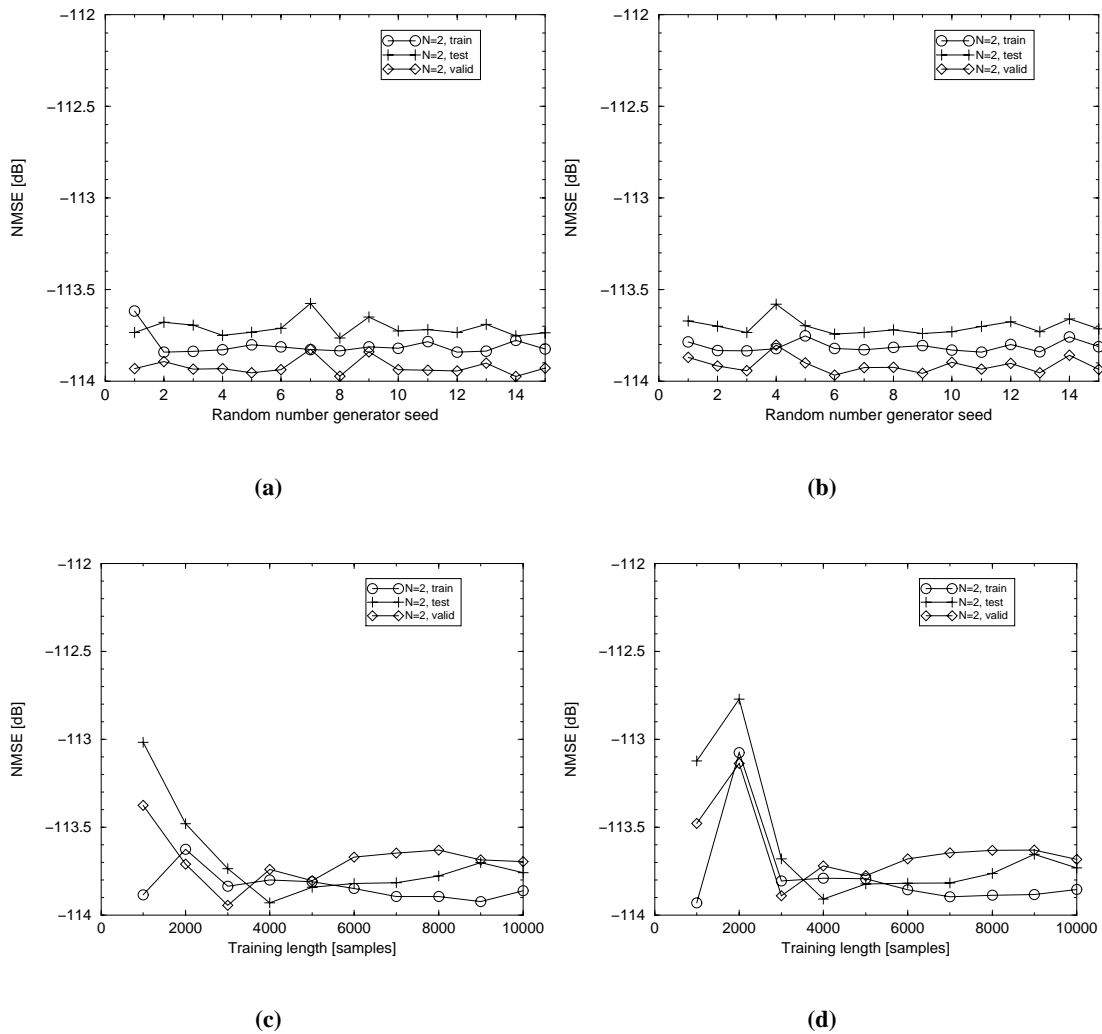 −112
−112.5
−113
−113.5
−114
NMSE [dB]
0 2 4 6 8 10 12 14
Random number generator seed
N=2, train
N=2, test
N=2, valid
(a)
−112
−112.5
−113
−113.5
−114
NMSE [dB]
0 2 4 6 8 10 12 14
Random number generator seed
N=2, train
N=2, test
N=2, valid
(b)
−112
−112.5
−113
−113.5
−114
NMSE [dB]
0 2000 4000 6000 8000 10000
Training length [samples]
N=2, train
N=2, test
N=2, valid
(c)
−112
−112.5
−113
−113.5
−114
NMSE [dB]
0 2000 4000 6000 8000 10000
Training length [samples]
N=2, train
N=2, test
N=2, valid
(d)